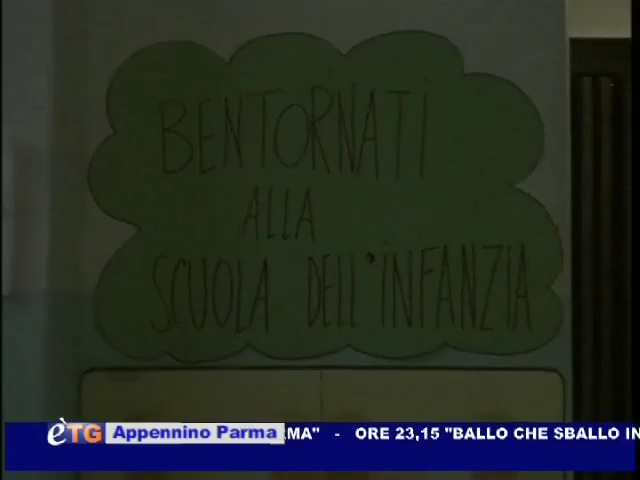 BENTORNATI
ALLA
SCUOLA DELL'INFANZIA
èTG Appennino Parma MA" - ORE 23,15 "BALLO CHE SBALLO IN